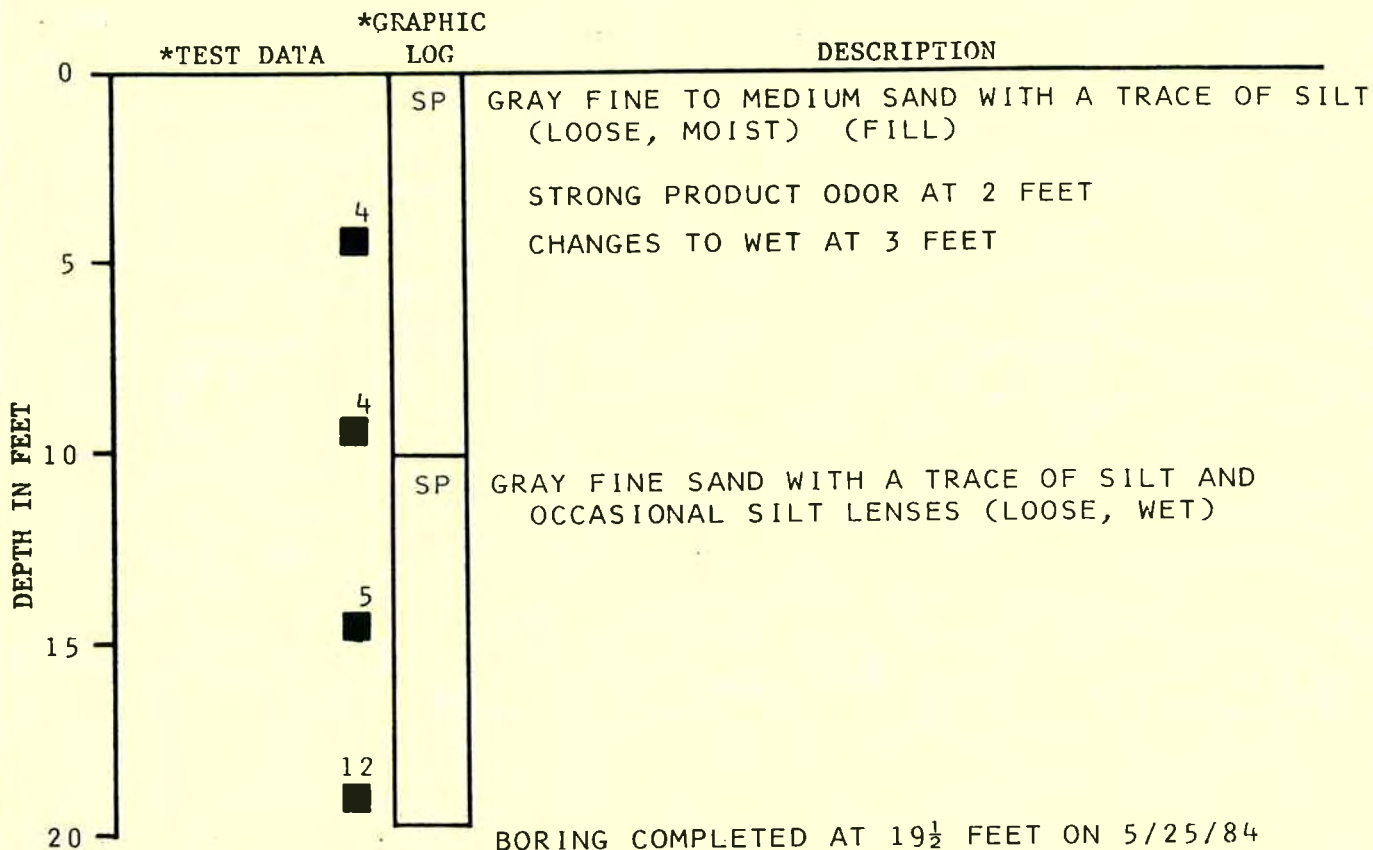 *GRAPHIC
*TEST DATA LOG DESCRIPTION
0
SP GRAY FINE TO MEDIUM SAND WITH A TRACE OF SILT
(LOOSE, MOIST) (FILL)
STRONG PRODUCT ODOR AT 2 FEET
4
CHANGES TO WET AT 3 FEET
5
4
DEPTH IN FEET
10
SP GRAY FINE SAND WITH A TRACE OF SILT AND
OCCASIONAL SILT LENSES (LOOSE, WET)
5
15
12
20
BORING COMPLETED AT 19½ FEET ON 5/25/84